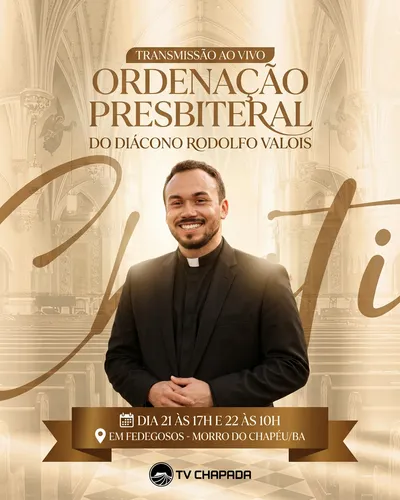 TRANSMISSÃO AO VIVO
ORDENAÇÃO
PRESBITERAL
DO DIÁCONO RODOLFO VALOIS
DIA 21 ÀS 17H E 22 ÀS 10H
EM FEDEGOSOS - MORRO DO CHAPÉU/BA
TV CHAPADA